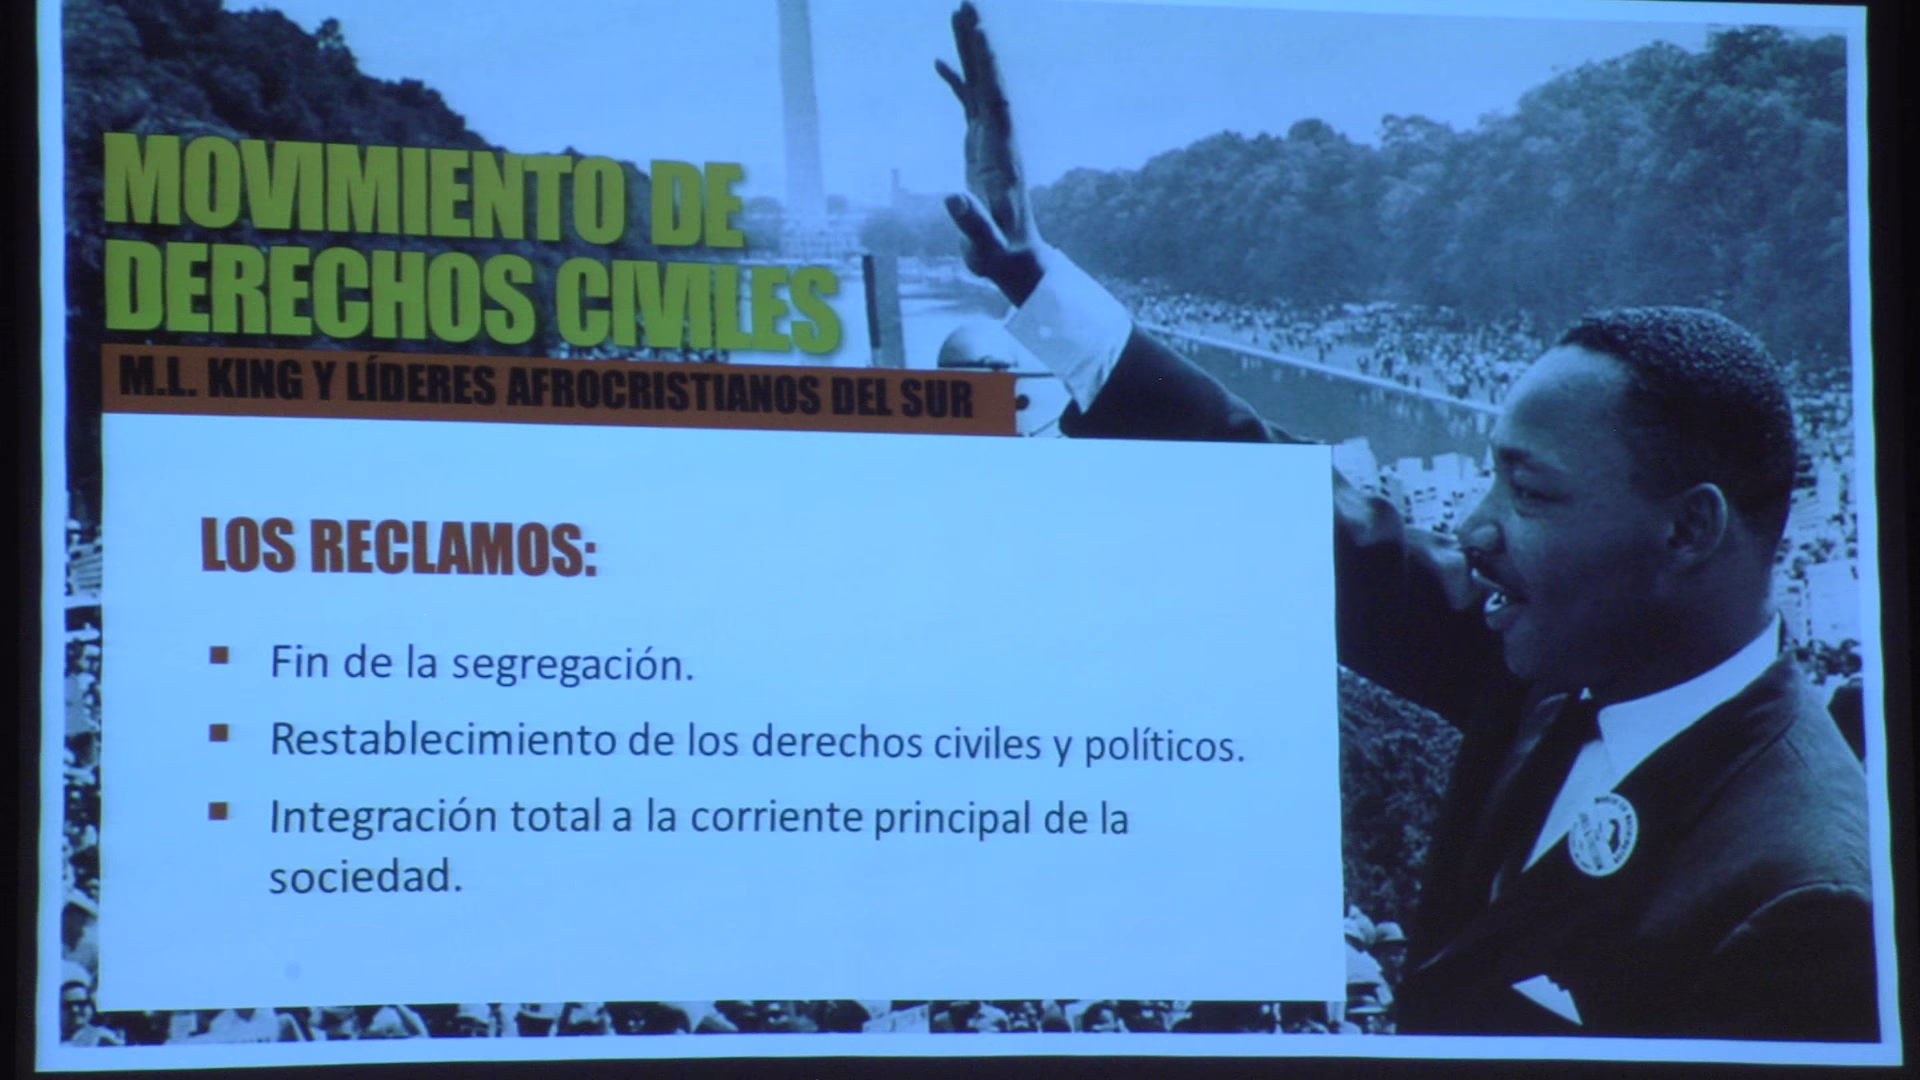 MOVIMIENTO DE
DERECHOS CIVILES
M.L. KING Y LÍDERES AFROCRISTIANOS DEL SUR
LOS RECLAMOS:
▪ Fin de la segregación.
▪ Restablecimiento de los derechos civiles y políticos.
▪ Integración total a la corriente principal de la
sociedad.